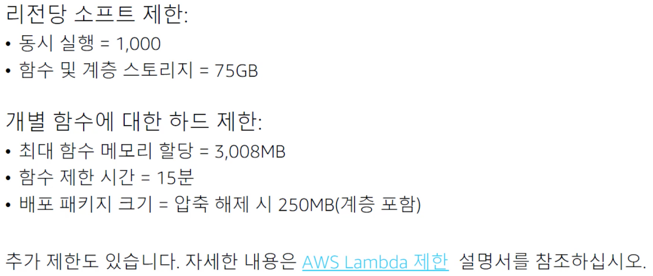 리전당 소프트 제한:
• 동시 실행 = 1,000
• 함수 및 계층 스토리지 = 75GB
개별 함수에 대한 하드 제한:
• 최대 함수 메모리 할당 = 3,008MB
• 함수 제한 시간 = 15분
• 배포 패키지 크기 = 압축 해제 시 250MB(계층 포함)
추가 제한도 있습니다. 자세한 내용은 AWS Lambda 제한 설명서를 참조하십시오.